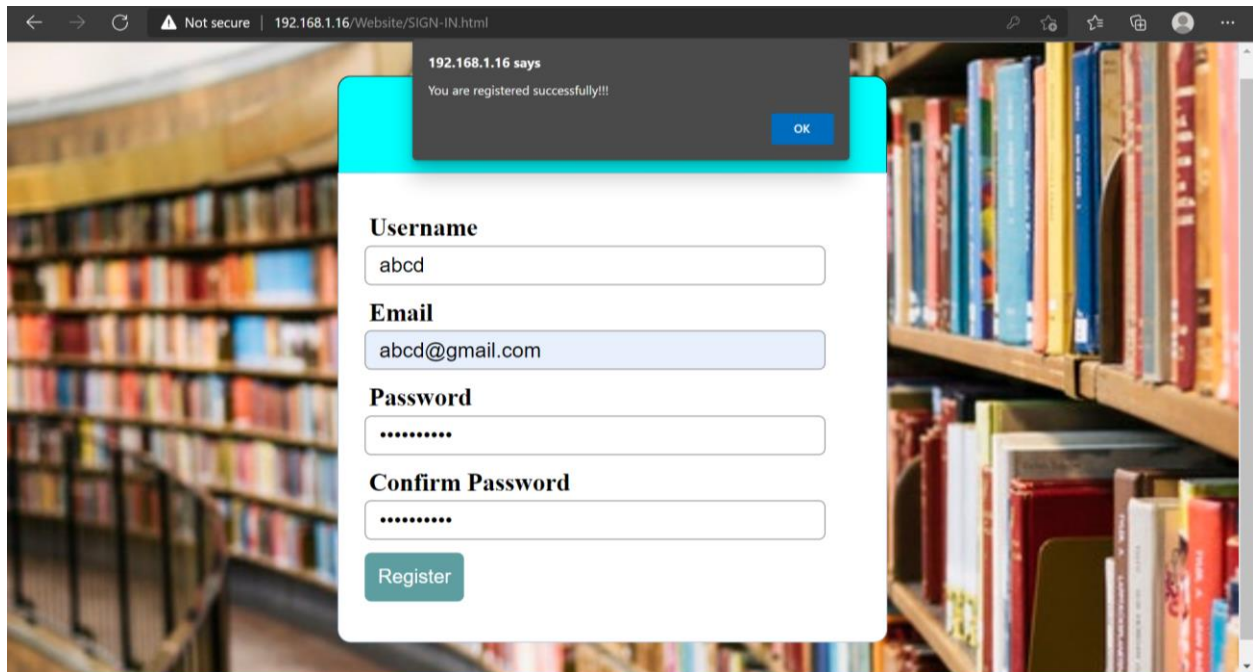 Not secure | 192.168.1.16/Website/SIGN-IN.html
192.168.1.16 says
You are registered successfully!!!
OK
Username
abcd
Email
abcd@gmail.com
Password
••••••••••
Confirm Password
••••••••••
Register